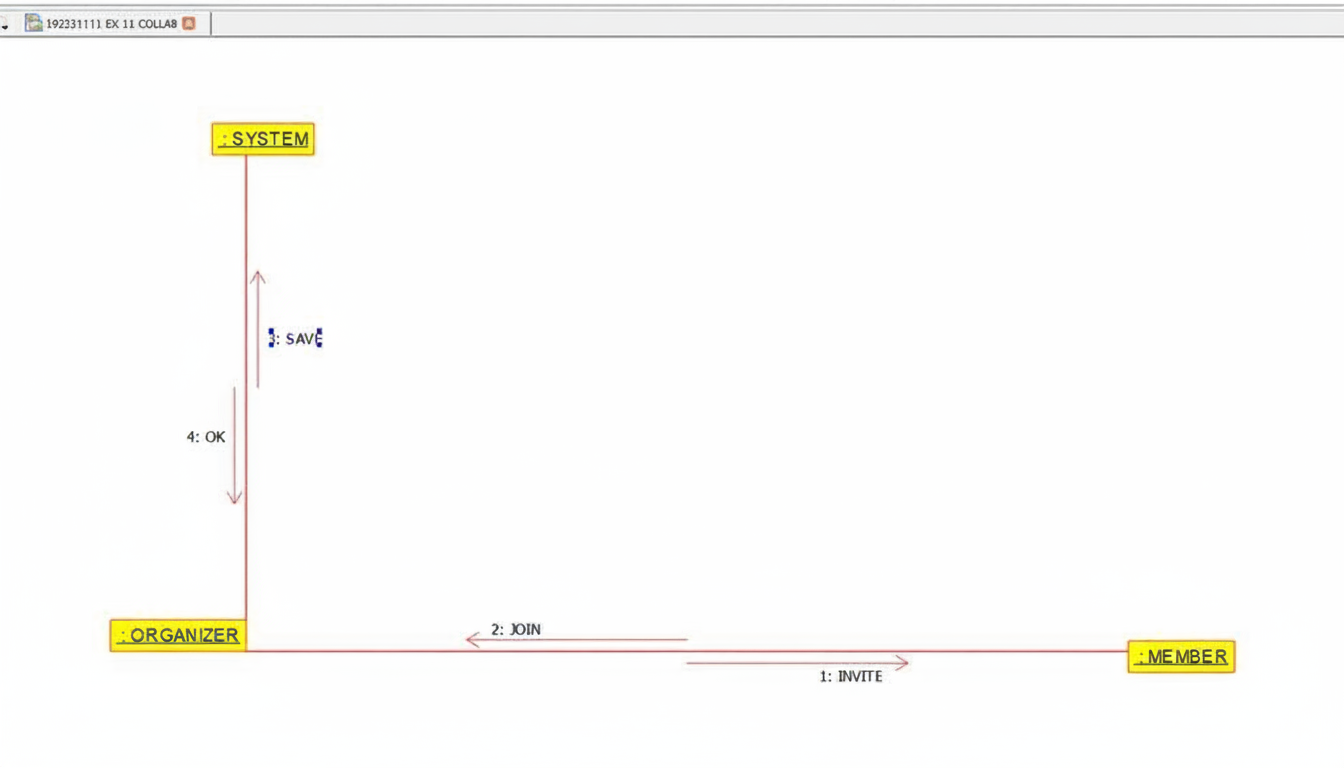 192331111 EX 11 COLLAB
: SYSTEM
3: SAVE
4: OK
: ORGANIZER
2: JOIN
: MEMBER
1: INVITE